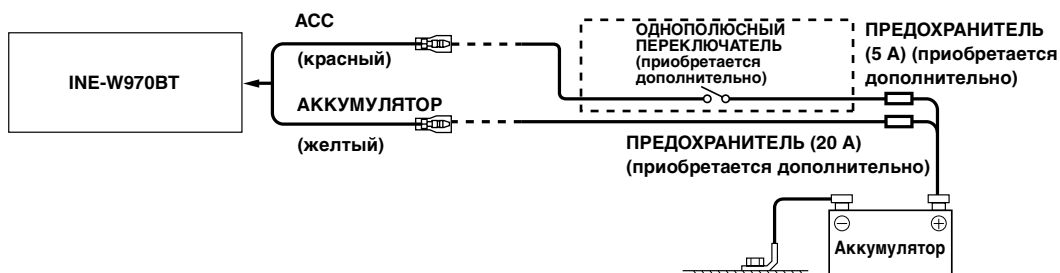 INE-W970BT
ACC
(красный)
АККУМУЛЯТОР
(желтый)
ОДНОПОЛЮСНЫЙ
ПЕРЕКЛЮЧАТЕЛЬ
(приобретается
дополнительно)
ПРЕДОХРАНИТЕЛЬ
(5 А) (приобретается
дополнительно)
ПРЕДОХРАНИТЕЛЬ (20 А)
(приобретается дополнительно)
Аккумулятор